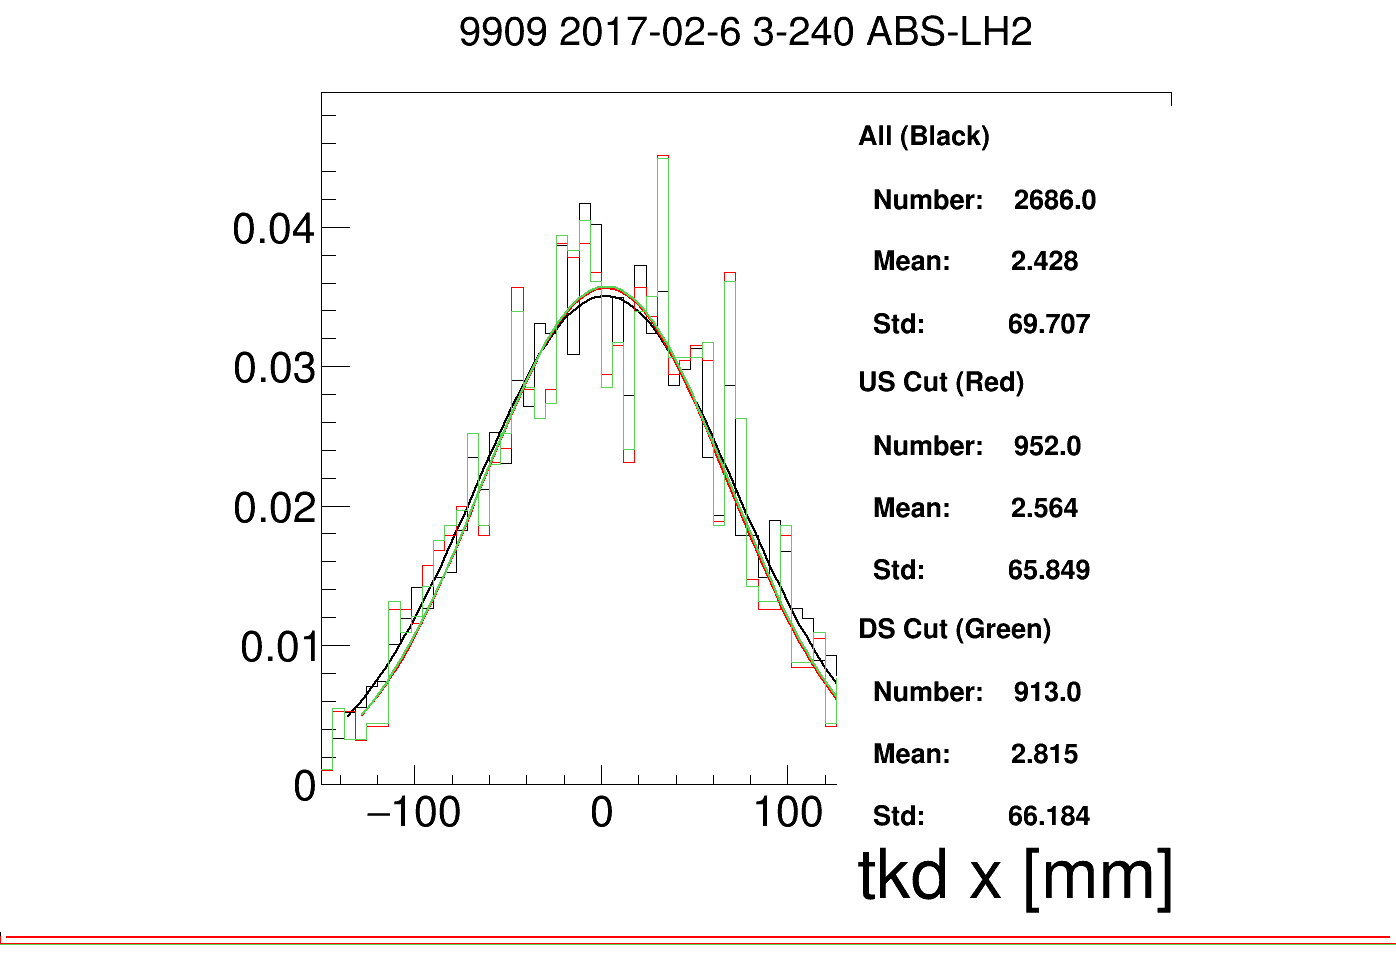 9909 2017-02-6 3-240 ABS-LH2
All (Black)
Number: 2686.0
Mean: 2.428
Std: 69.707
US Cut (Red)
Number: 952.0
Mean: 2.564
Std: 65.849
DS Cut (Green)
Number: 913.0
Mean: 2.815
Std: 66.184
0.04
0.03
0.02
0.01
0
−100 0 100
tkd x [mm]